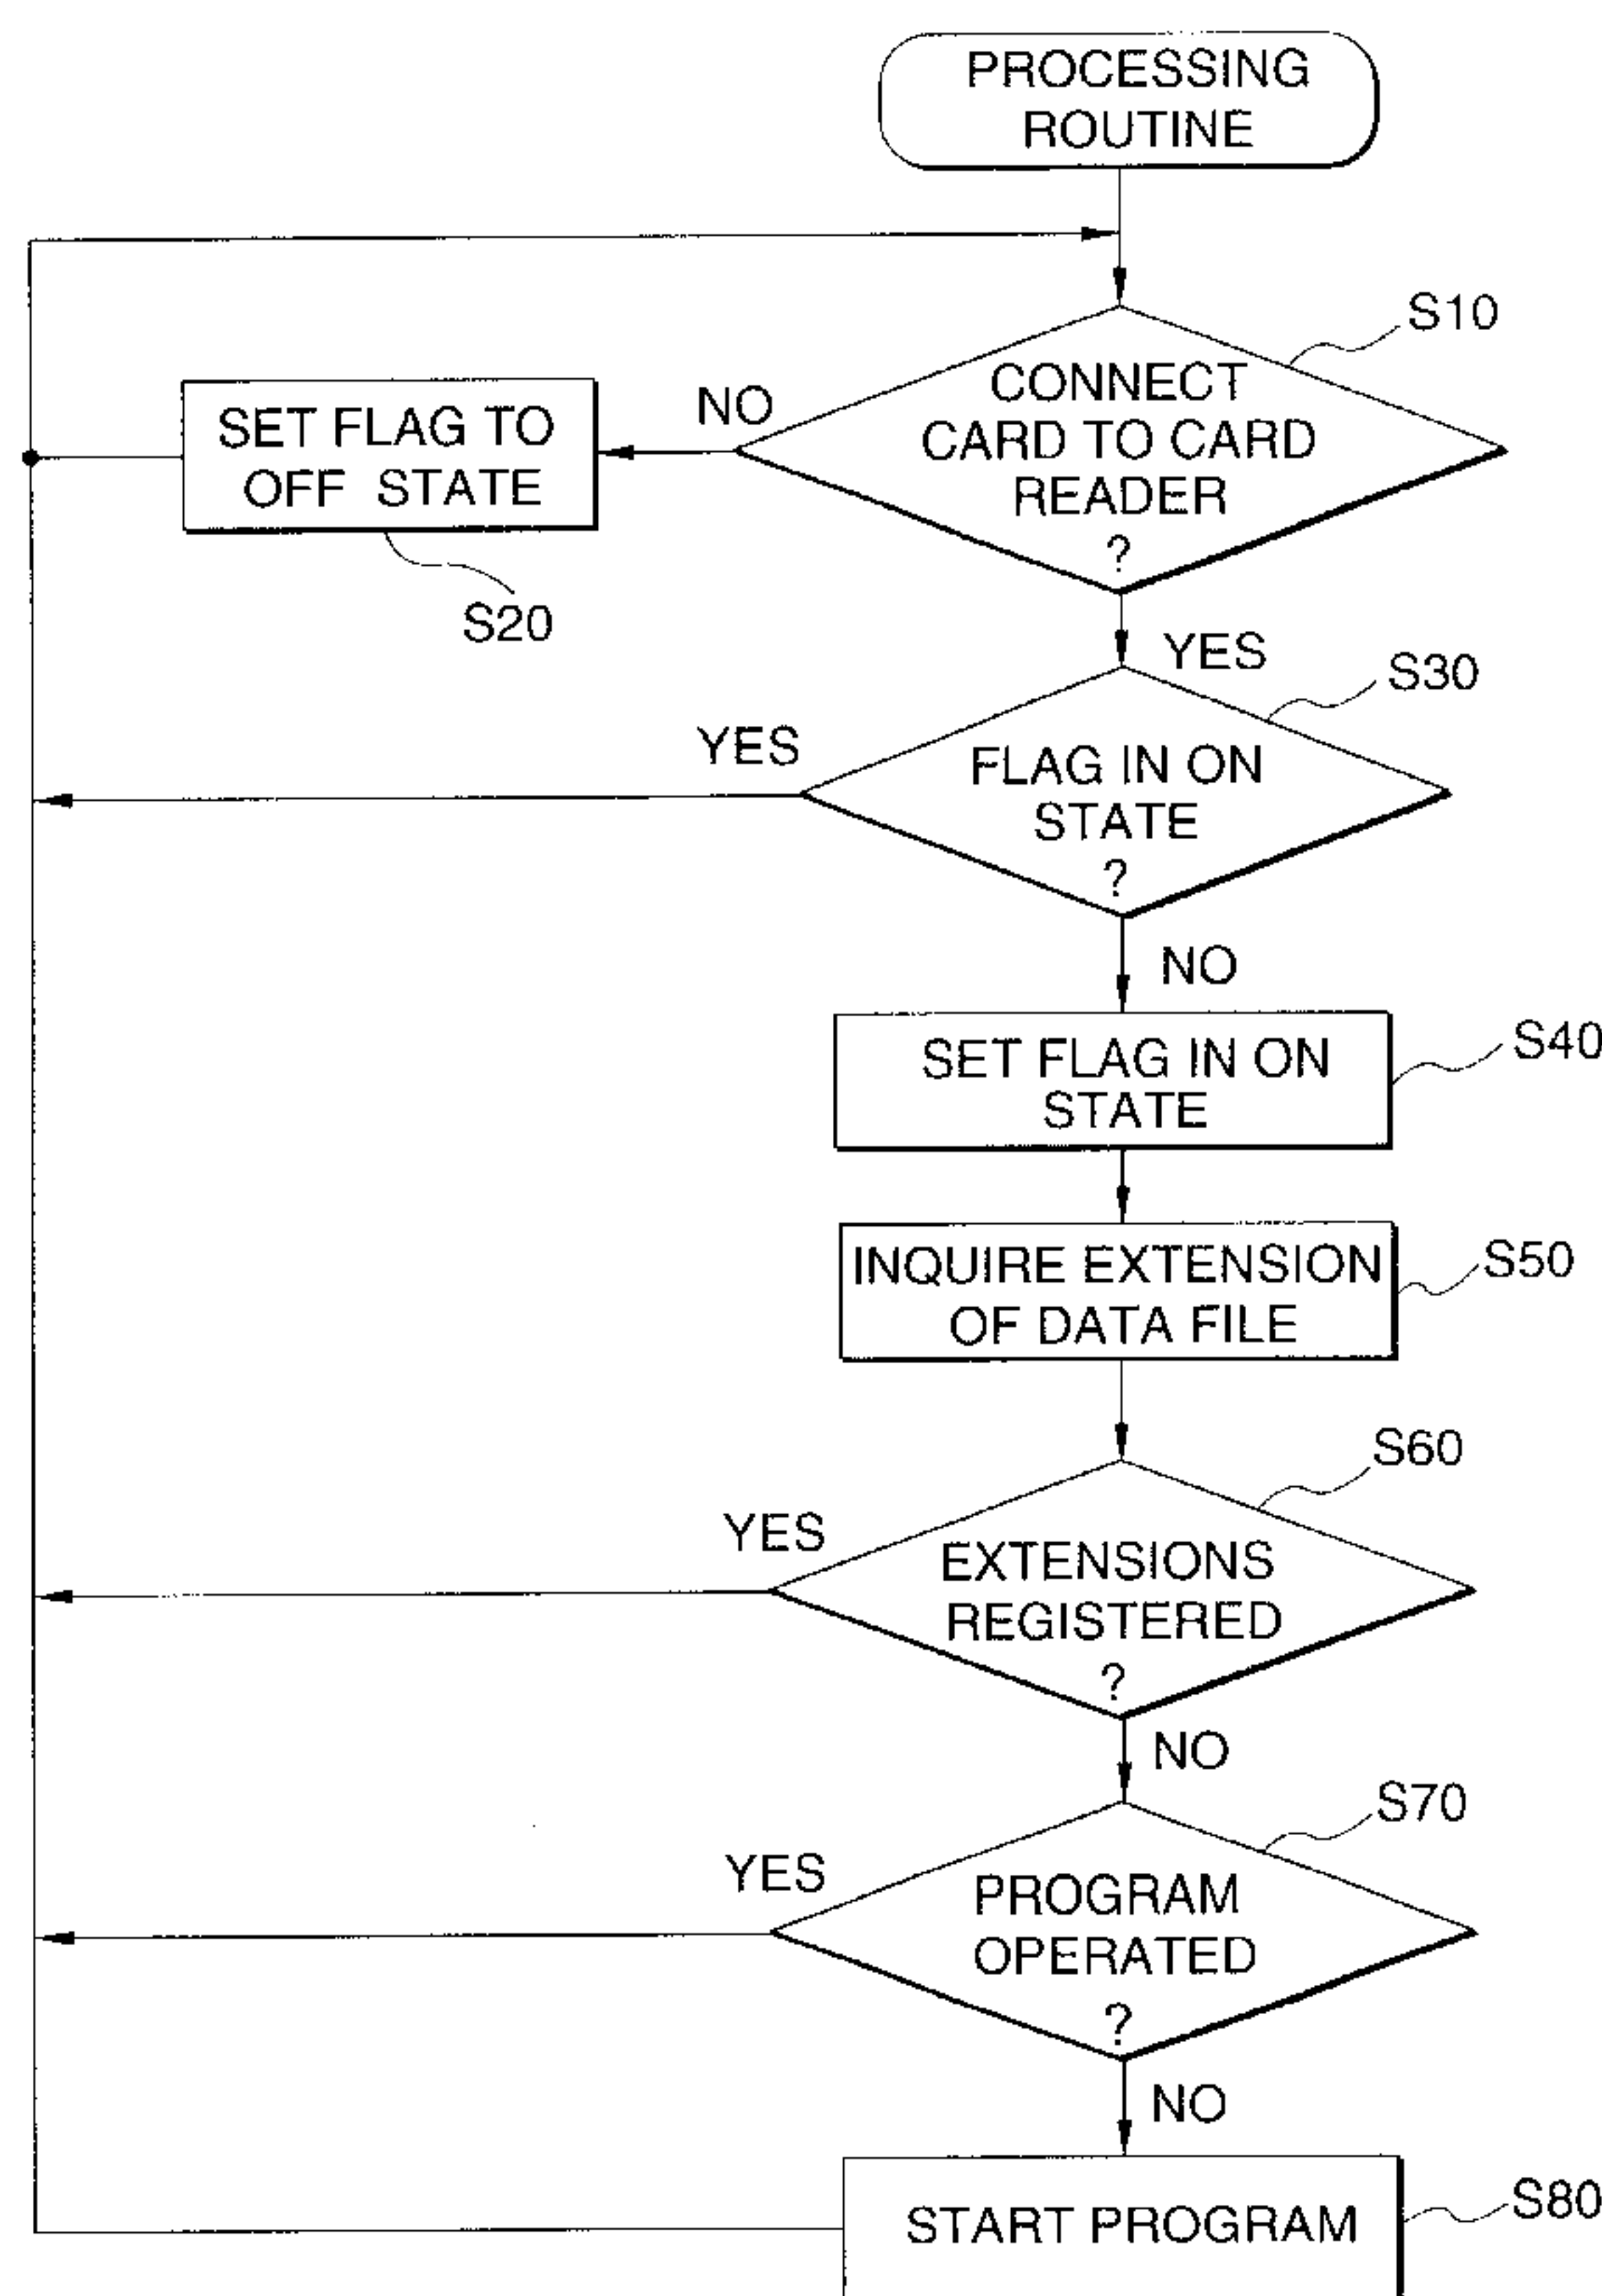 PROCESSING
ROUTINE
S10
CONNECT
CARD TO CARD
READER
?
NO
SET FLAG TO
OFF STATE
S20
YES
S30
YES
FLAG IN ON
STATE
?
NO
SET FLAG IN ON
STATE
S40
INQUIRE EXTENSION
OF DATA FILE
S50
S60
YES
EXTENSIONS
REGISTERED
?
NO
S70
YES
PROGRAM
OPERATED
?
NO
START PROGRAM
S80